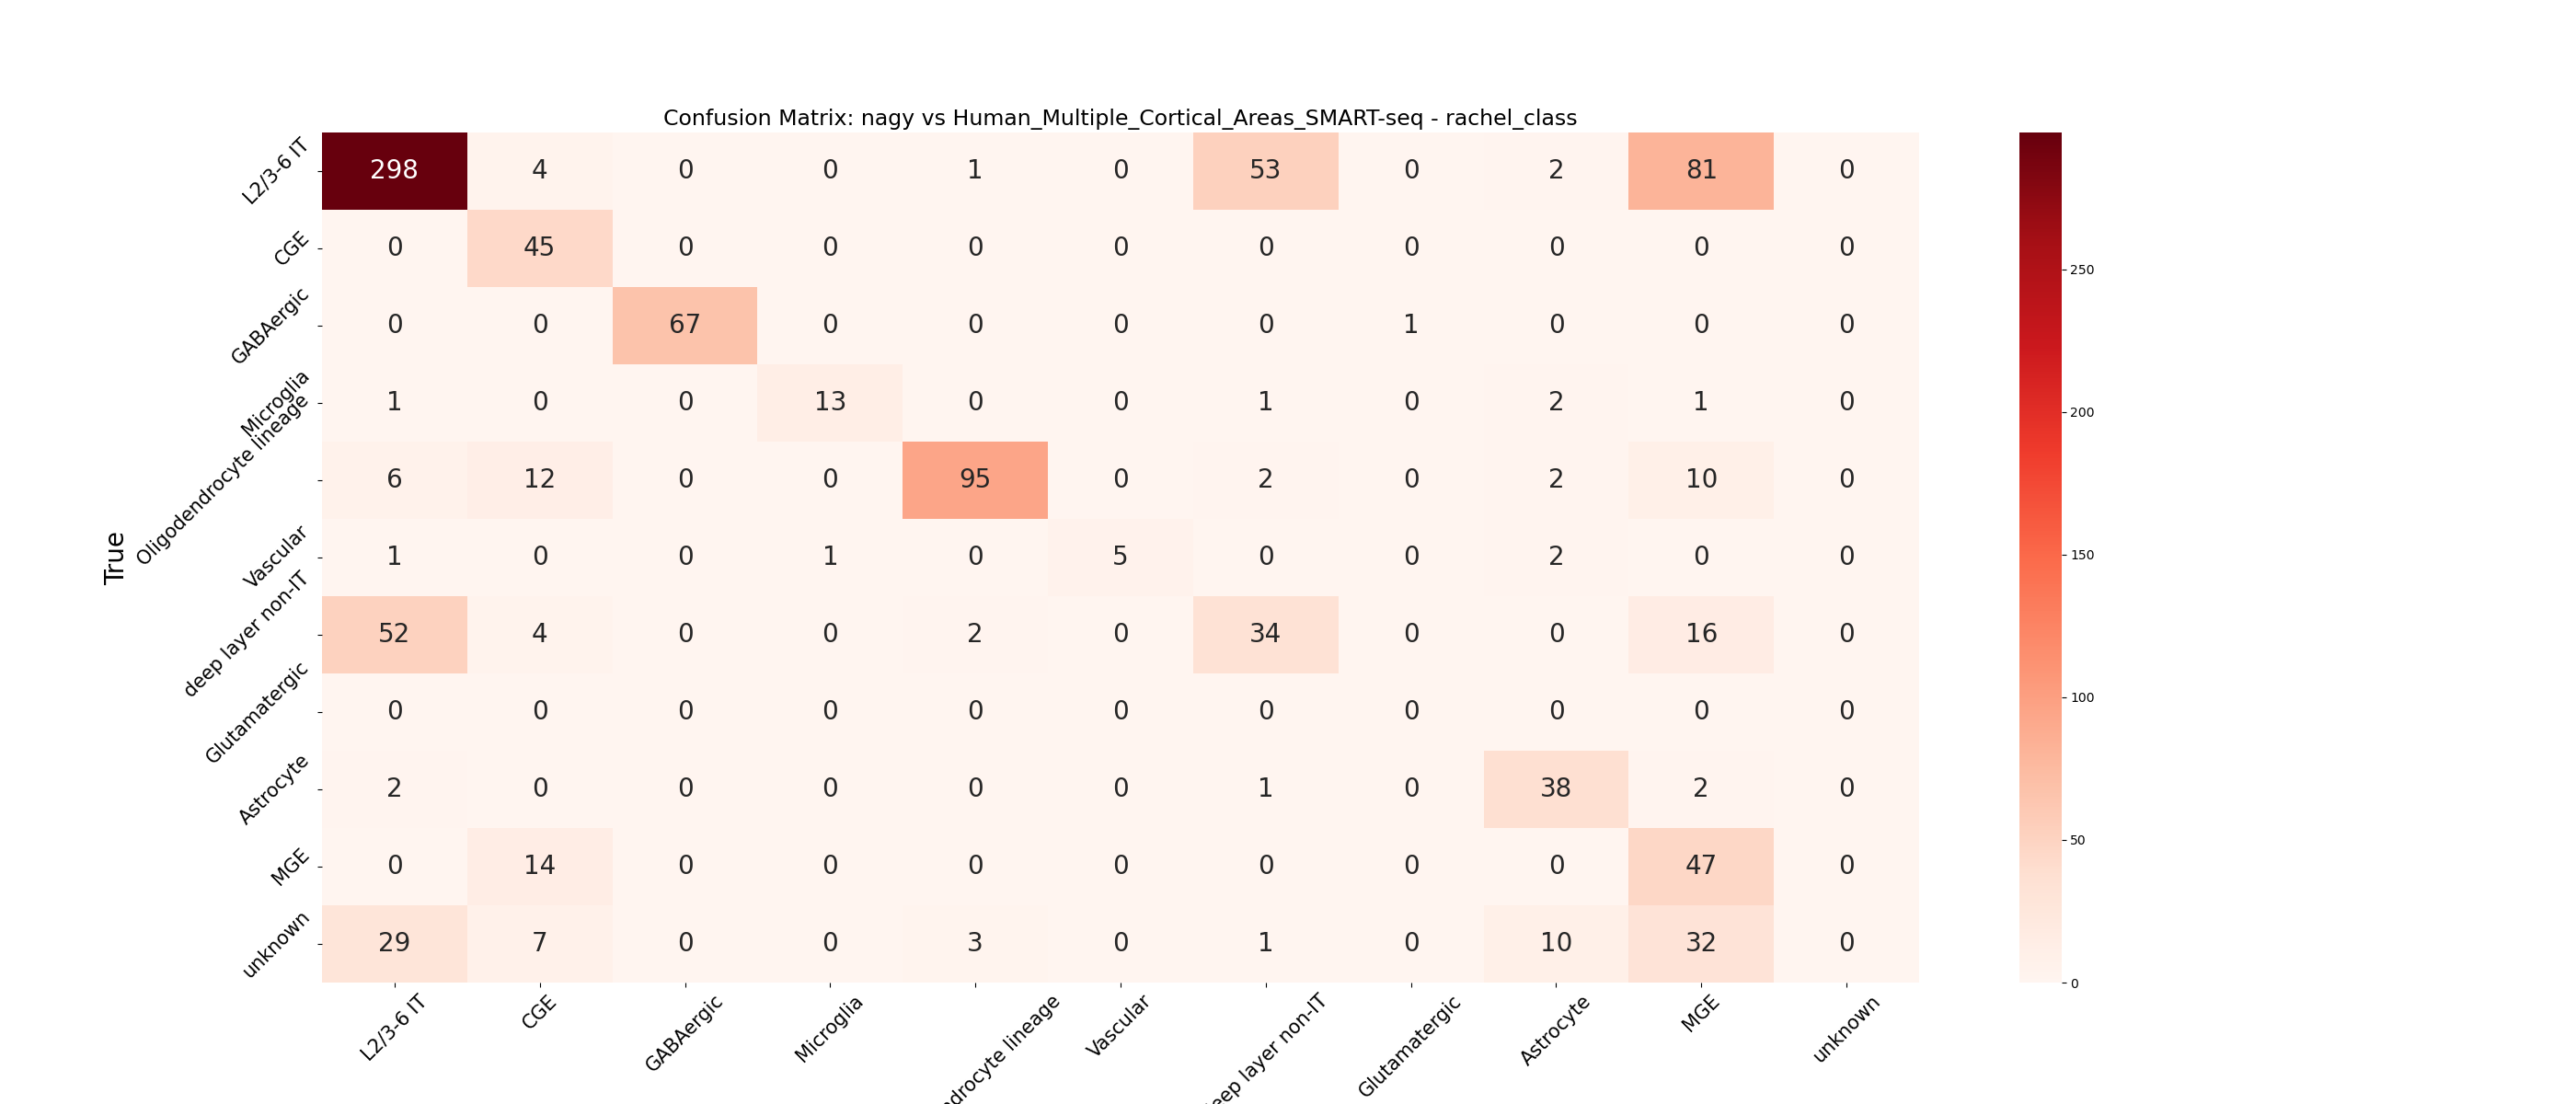 Confusion Matrix: nagy vs Human_Multiple_Cortical_Areas_SMART-seq - rachel_class
True
L2/3-6 IT 298 4 0 0 1 0 53 0 2 81 0
CGE 0 45 0 0 0 0 0 0 0 0 0
GABAergic 0 0 67 0 0 0 0 1 0 0 0
Microglia 1 0 0 13 0 0 1 0 2 1 0
Oligodendrocyte lineage 6 12 0 0 95 0 2 0 2 10 0
Vascular 1 0 0 1 0 5 0 0 2 0 0
deep layer non-IT 52 4 0 0 2 0 34 0 0 16 0
Glutamatergic 0 0 0 0 0 0 0 0 0 0 0
Astrocyte 2 0 0 0 0 0 1 0 38 2 0
MGE 0 14 0 0 0 0 0 0 0 47 0
unknown 29 7 0 0 3 0 1 0 10 32 0
L2/3-6 IT
CGE
GABAergic
Microglia
lineage
Vascular
layer non-IT
Glutamatergic
Astrocyte
MGE
unknown
250
200
150
100
50
0